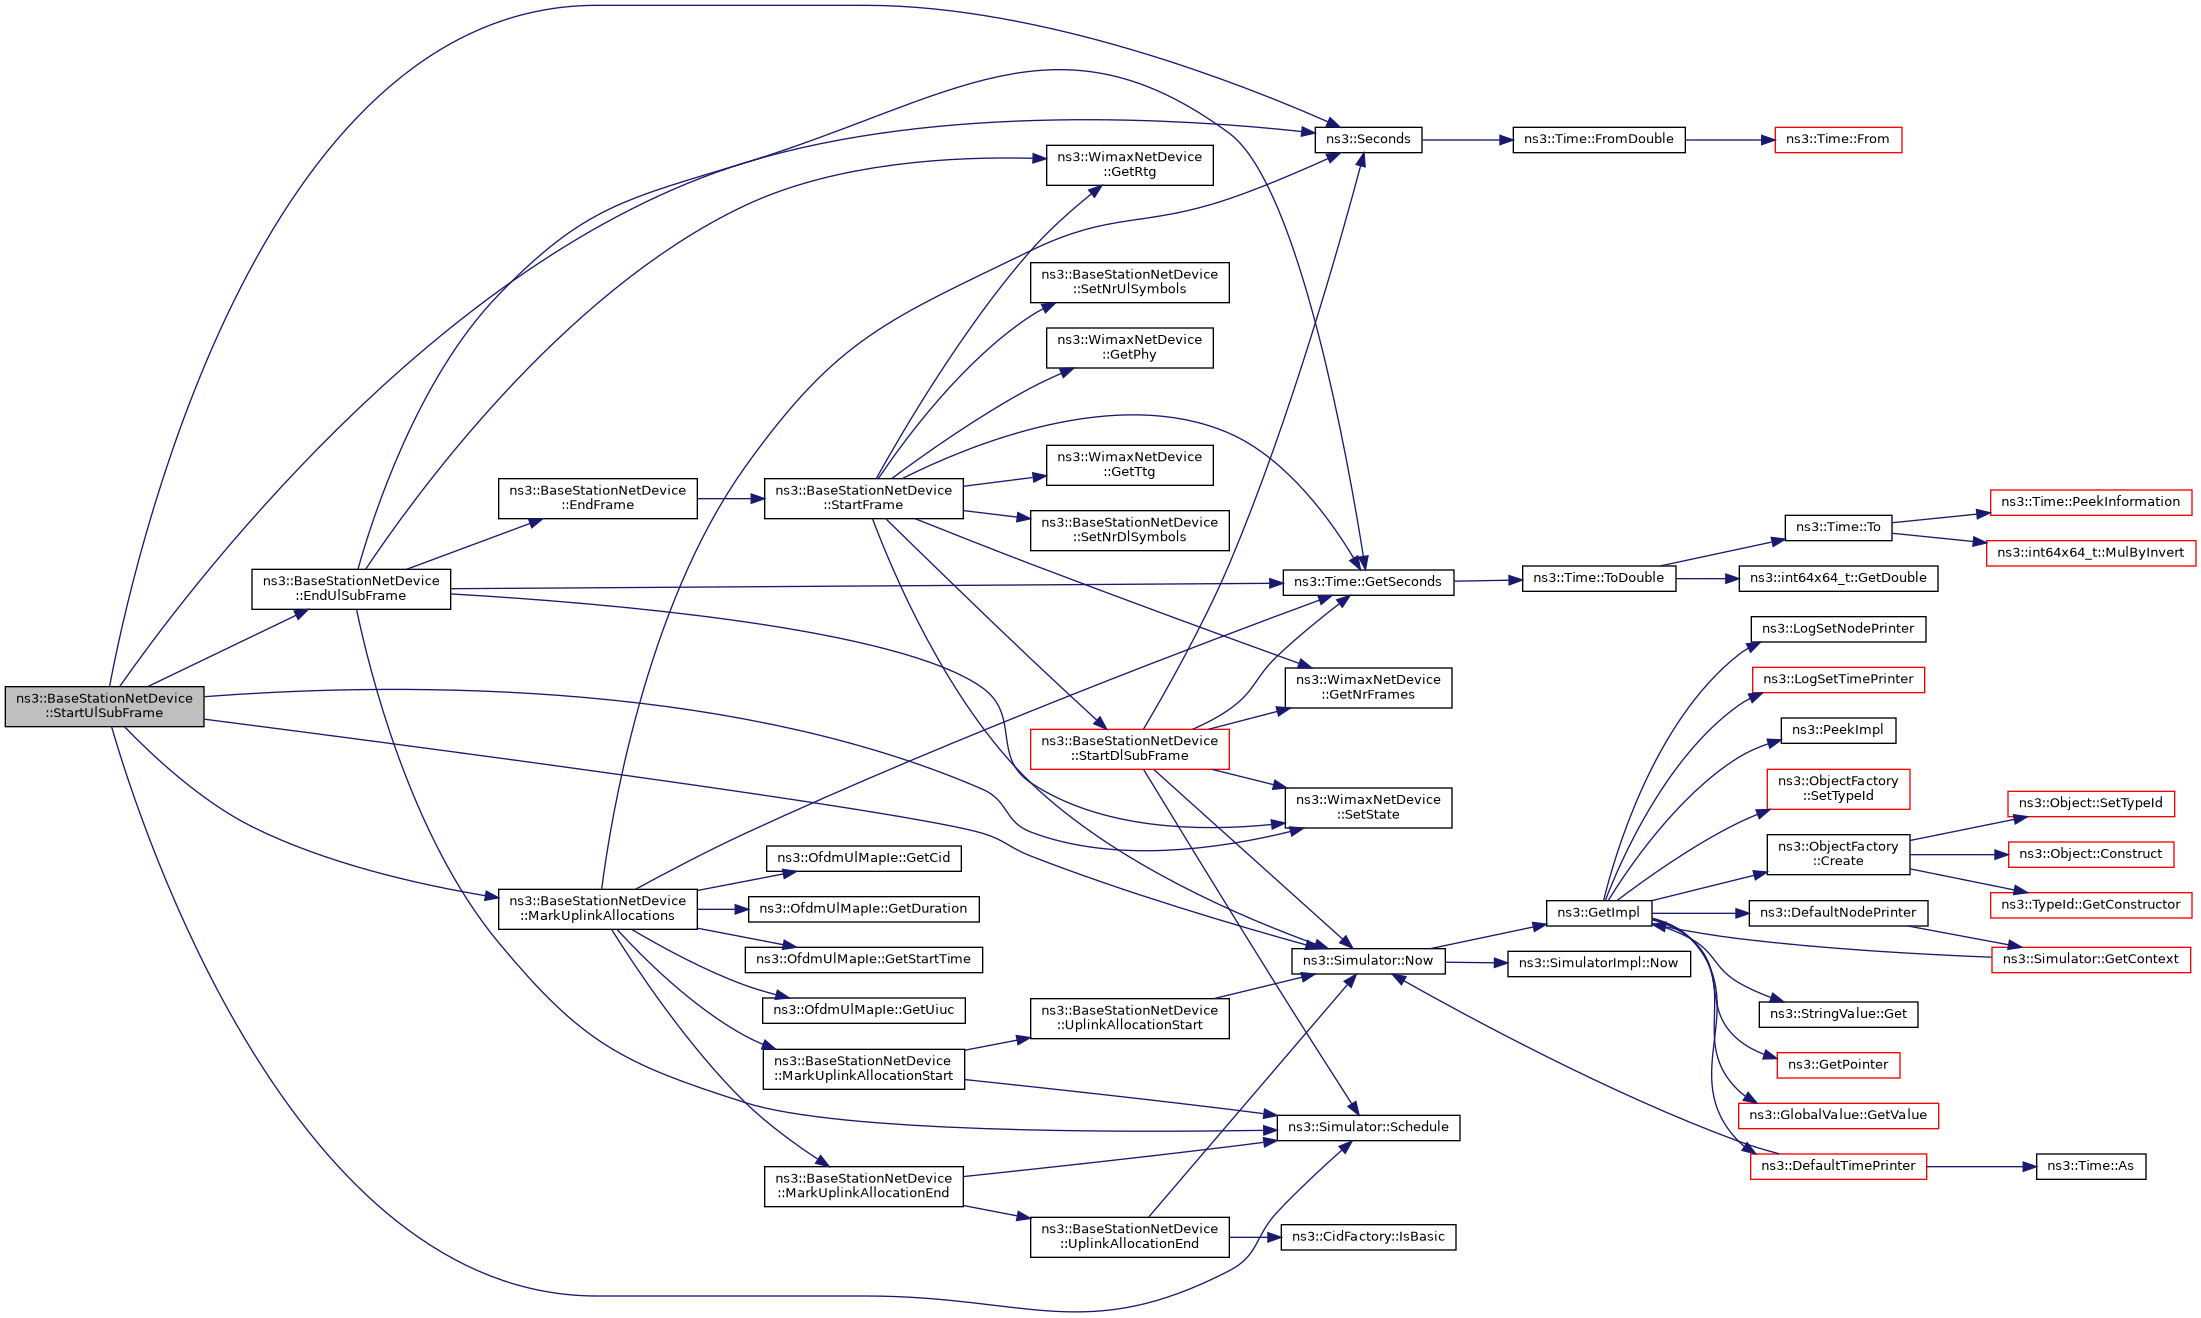 ns3::BaseStationNetDevice
::StartUlSubFrame
ns3::BaseStationNetDevice
::EndUlSubFrame
ns3::BaseStationNetDevice
::EndFrame
ns3::BaseStationNetDevice
::MarkUplinkAllocations
ns3::BaseStationNetDevice
::StartFrame
ns3::OfdmUlMapIe::GetCid
ns3::OfdmUlMapIe::GetDuration
ns3::OfdmUlMapIe::GetStartTime
ns3::OfdmUlMapIe::GetUiuc
ns3::BaseStationNetDevice
::MarkUplinkAllocationStart
ns3::BaseStationNetDevice
::MarkUplinkAllocationEnd
ns3::WimaxNetDevice
::GetRtg
ns3::BaseStationNetDevice
::SetNrUlSymbols
ns3::WimaxNetDevice
::GetPhy
ns3::WimaxNetDevice
::GetTtg
ns3::BaseStationNetDevice
::SetNrDlSymbols
ns3::BaseStationNetDevice
::StartDlSubFrame
ns3::BaseStationNetDevice
::UplinkAllocationStart
ns3::BaseStationNetDevice
::UplinkAllocationEnd
ns3::Seconds
ns3::Time::GetSeconds
ns3::WimaxNetDevice
::GetNrFrames
ns3::WimaxNetDevice
::SetState
ns3::Simulator::Now
ns3::Simulator::Schedule
ns3::CidFactory::IsBasic
ns3::Time::FromDouble
ns3::Time::ToDouble
ns3::GetImpl
ns3::SimulatorImpl::Now
ns3::Time::From
ns3::Time::To
ns3::int64x64_t::GetDouble
ns3::LogSetNodePrinter
ns3::LogSetTimePrinter
ns3::PeekImpl
ns3::ObjectFactory
::SetTypeId
ns3::ObjectFactory
::Create
ns3::DefaultNodePrinter
ns3::StringValue::Get
ns3::GetPointer
ns3::GlobalValue::GetValue
ns3::DefaultTimePrinter
ns3::Time::PeekInformation
ns3::int64x64_t::MulByInvert
ns3::Object::SetTypeId
ns3::Object::Construct
ns3::TypeId::GetConstructor
ns3::Simulator::GetContext
ns3::Time::As